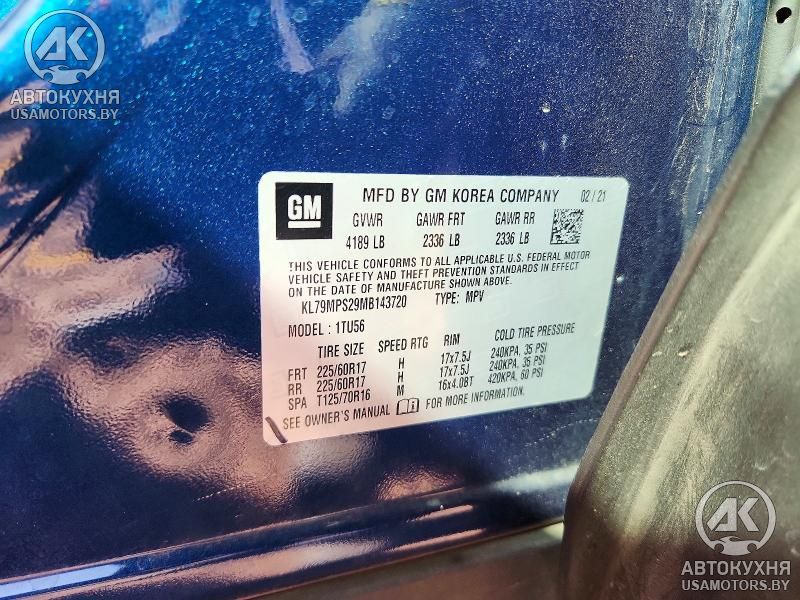 AK
АВТОКУХНЯ
USAMOTORS.BY
GM
MFD BY GM KOREA COMPANY 02 / 21
GVWR GAWR FRT GAWR RR
4189 LB 2336 LB 2336 LB
THIS VEHICLE CONFORMS TO ALL APPLICABLE U.S. FEDERAL MOTOR
VEHICLE SAFETY AND THEFT PREVENTION STANDARDS IN EFFECT
ON THE DATE OF MANUFACTURE SHOWN ABOVE.
KL79MPS29MB143720 TYPE: MPV
MODEL : 1TU56
TIRE SIZE SPEED RTG RIM COLD TIRE PRESSURE
FRT 225/60R17 H 17x7.5J 240KPA, 35 PSI
RR 225/60R17 H 17x7.5J 240KPA, 35 PSI
SPA T125/70R16 M 16x4.0BT 420KPA, 60 PSI
SEE OWNER'S MANUAL FOR MORE INFORMATION.
AK
АВТОКУХНЯ
USAMOTORS.BY